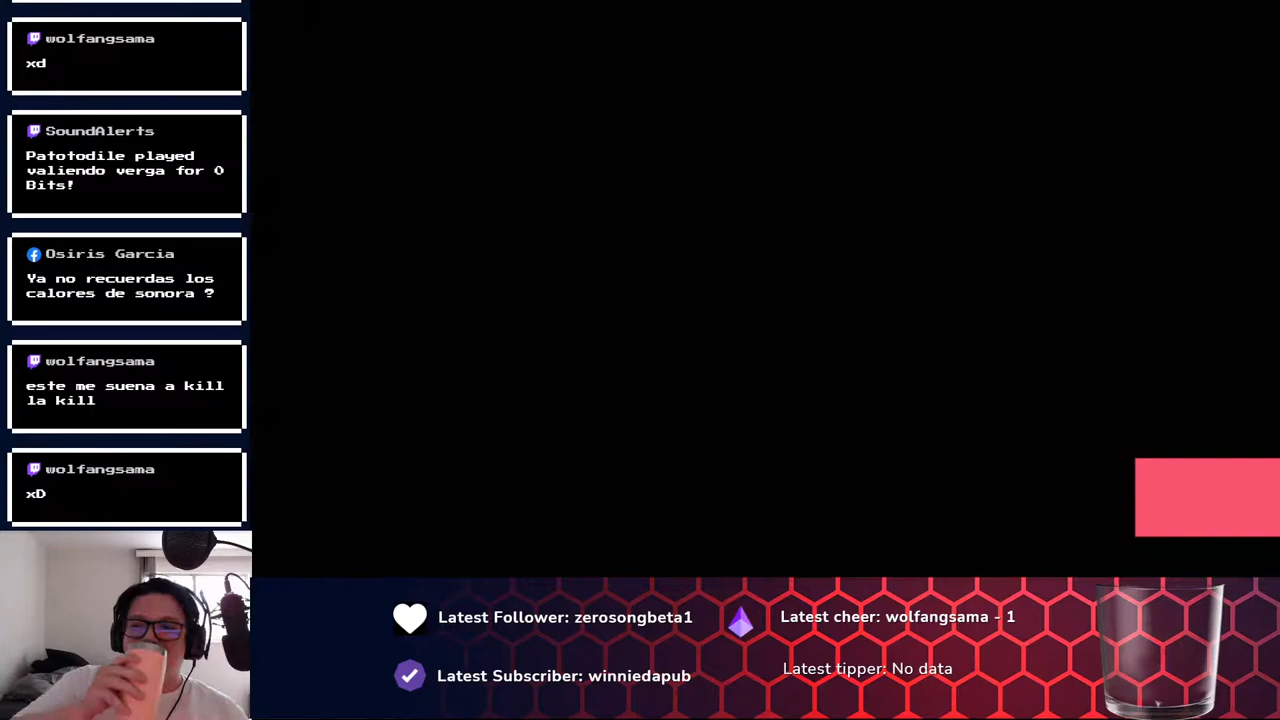 wolfangsama
xd
SoundAlerts
Patotodile played
valiendo verga for 0
Bits!
Osiris Garcia
Ya no recuerdas los
calores de sonora ?
wolfangsama
este me suena a kill
la kill
wolfangsama
xD
Latest Follower: zerosongbeta1
Latest cheer: wolfangsama - 1
Latest Subscriber: winniedapub
Latest tipper: No data